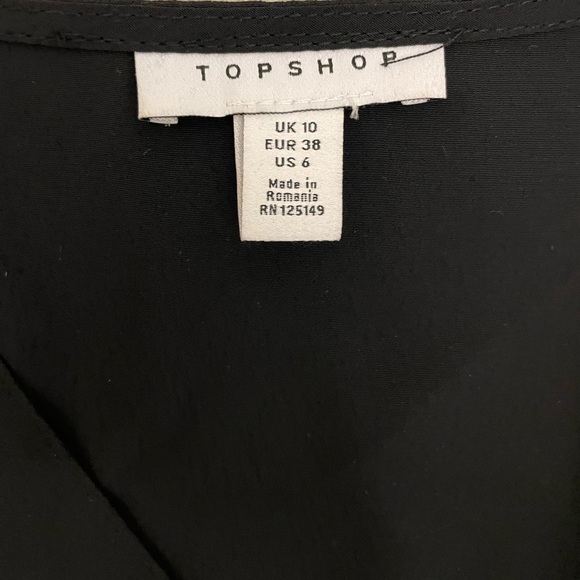 TOPSHOP
UK 10
EUR 38
US 6
Made in
Romania
RN 125149